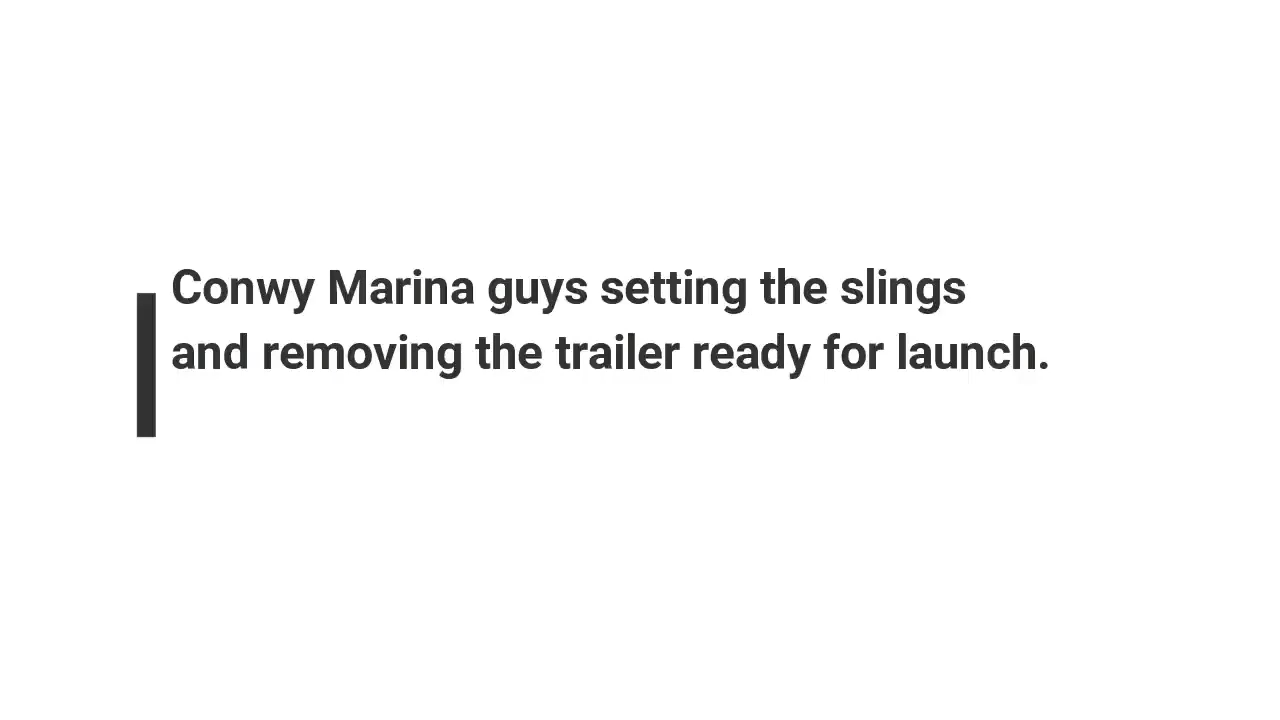 Conwy Marina guys setting the slings
and removing the trailer ready for launch.